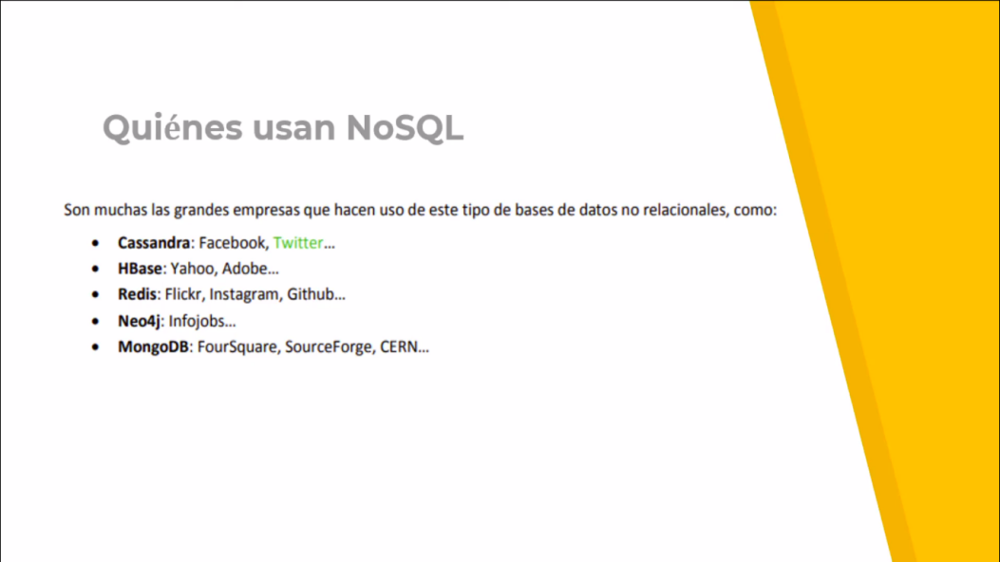 Quiénes usan NoSQL
Son muchas las grandes empresas que hacen uso de este tipo de bases de datos no relacionales, como:
• Cassandra: Facebook, Twitter...
• HBase: Yahoo, Adobe...
• Redis: Flickr, Instagram, Github...
• Neo4j: Infojobs...
• MongoDB: FourSquare, SourceForge, CERN...